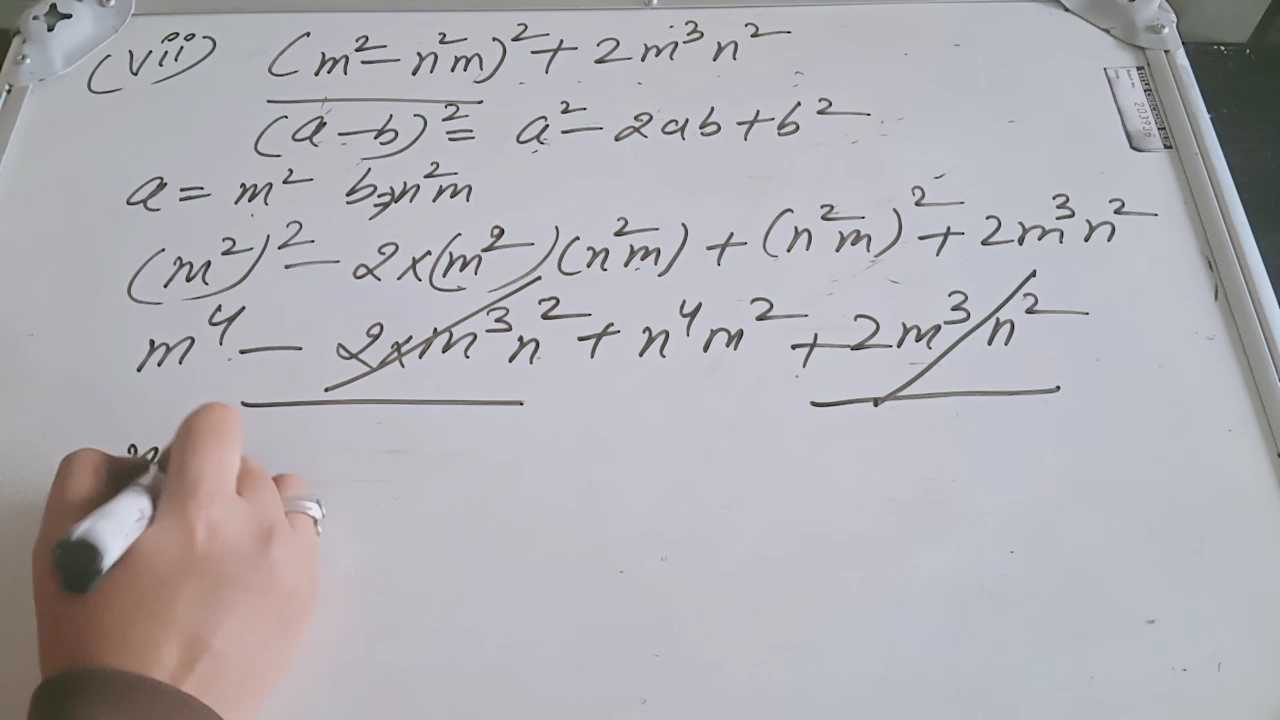 (vii) (m² - n²m)² + 2m³n²
(a - b)² = a² - 2ab + b²
a = m² b = n²m
(m²)² - 2×(m²)(n²m) + (n²m)² + 2m³n²
m⁴ - 2×m³n² + n⁴m² + 2m³n²